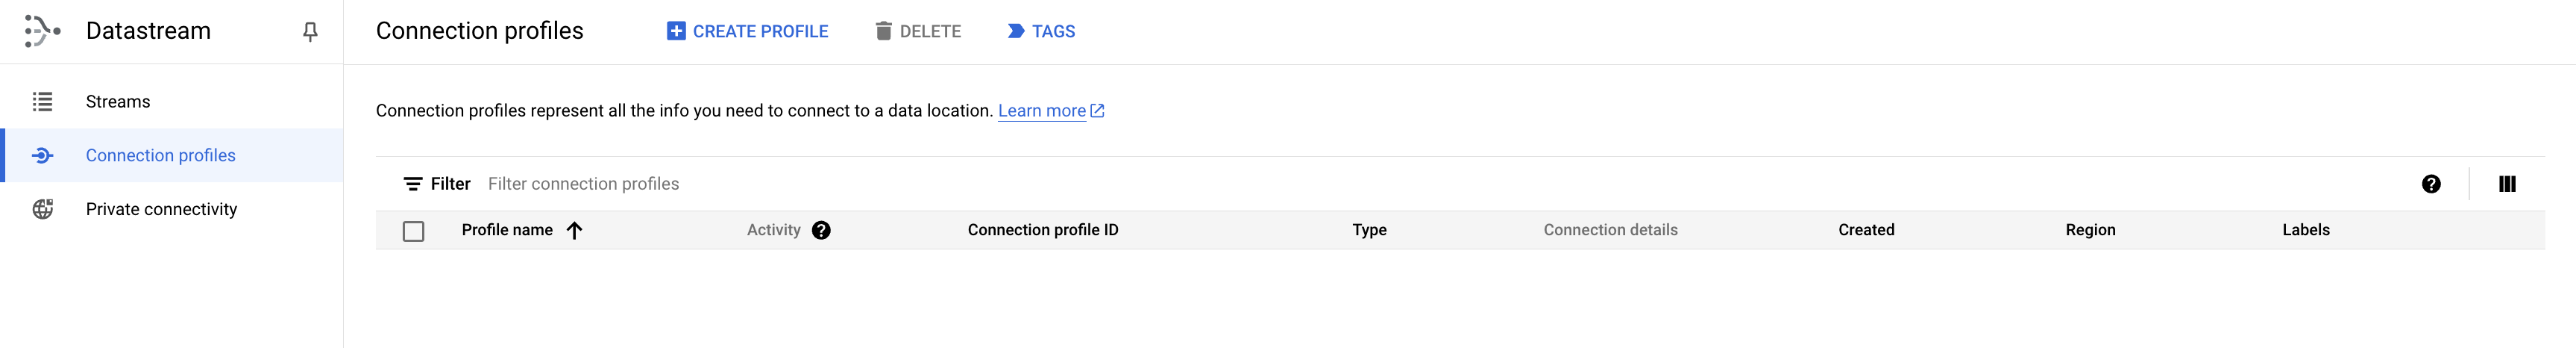 Datastream
Connection profiles CREATE PROFILE DELETE TAGS
Streams
Connection profiles
Private connectivity
Connection profiles represent all the info you need to connect to a data location. Learn more
Filter Filter connection profiles
Profile name Activity Connection profile ID Type Connection details Created Region Labels